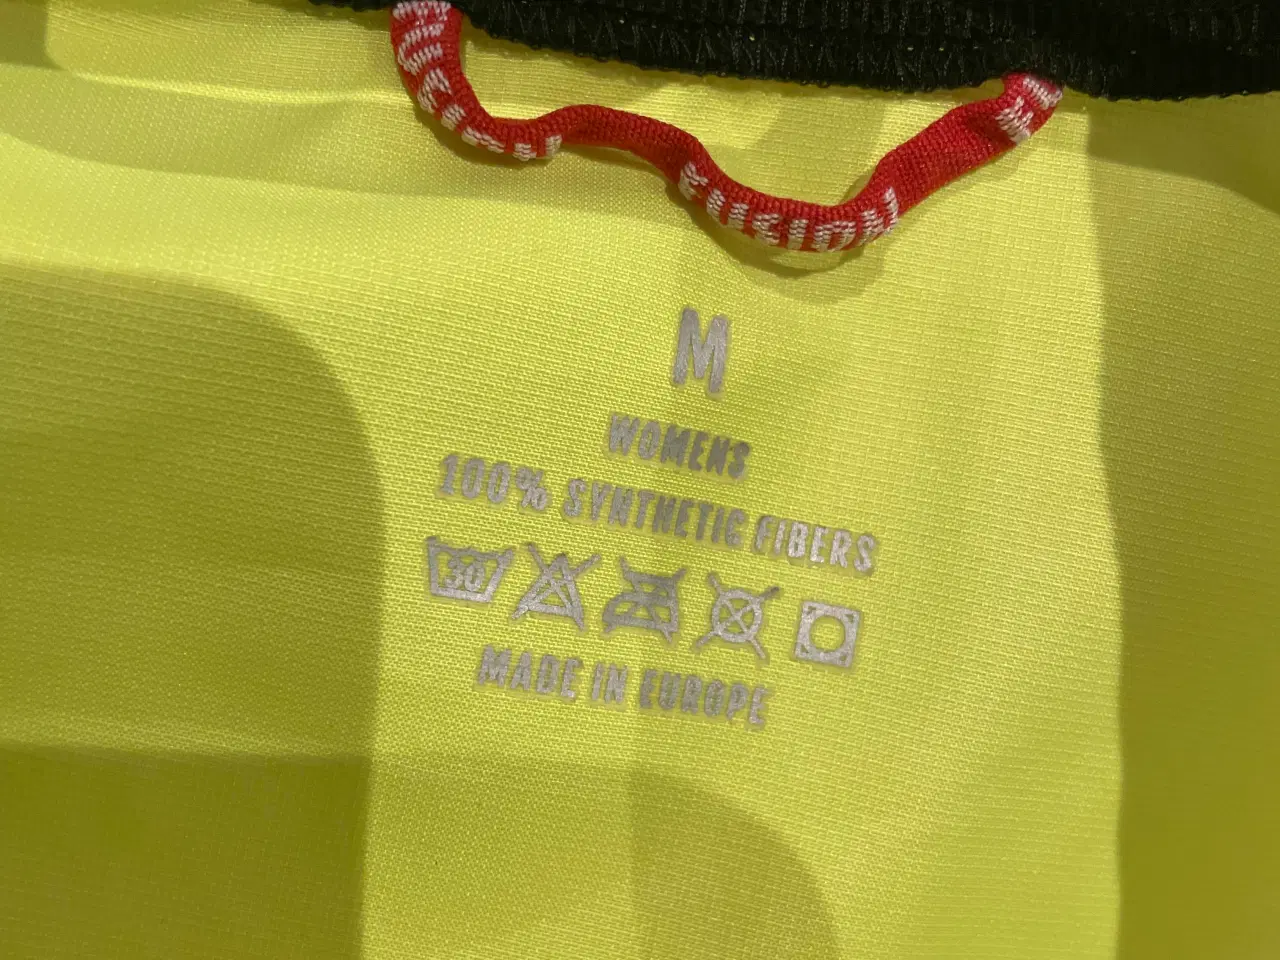 M
WOMENS
100% SYNTHETIC FIBERS
30
MADE IN EUROPE